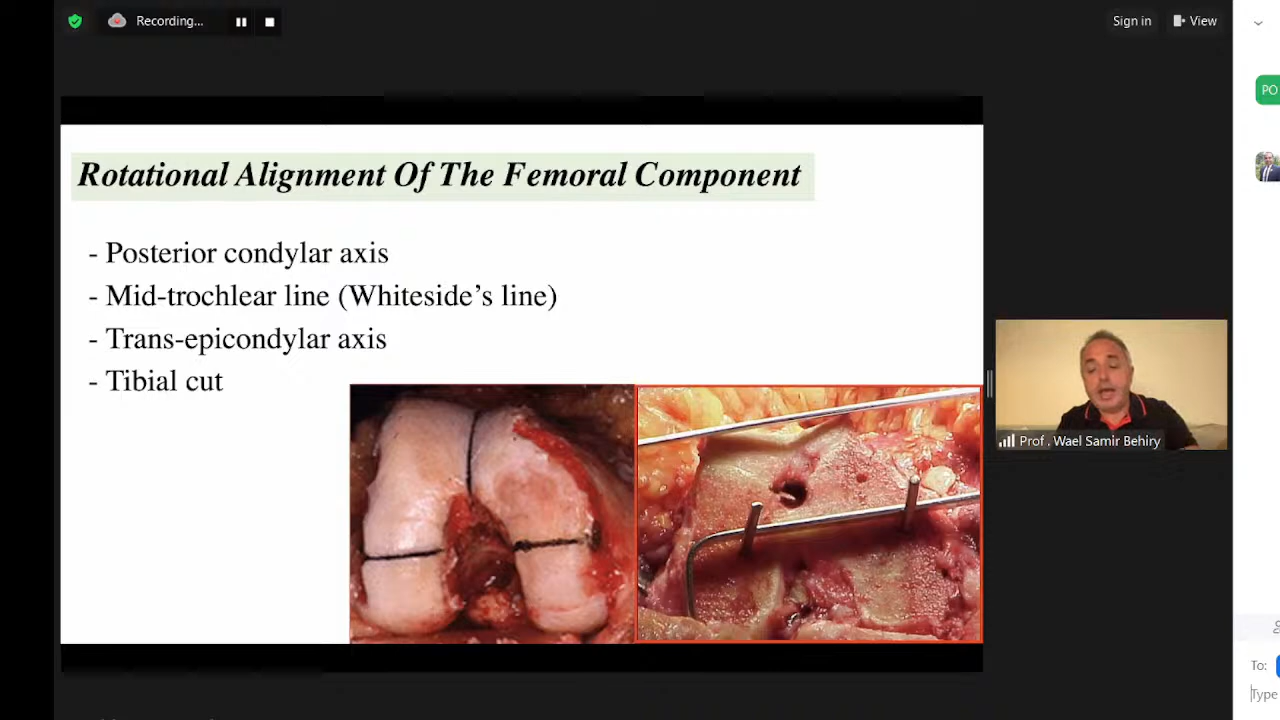 Recording...
Sign in
View
PO
Rotational Alignment Of The Femoral Component
- Posterior condylar axis
- Mid-trochlear line (Whiteside’s line)
- Trans-epicondylar axis
- Tibial cut
Prof . Wael Samir Behiry
To:
Type